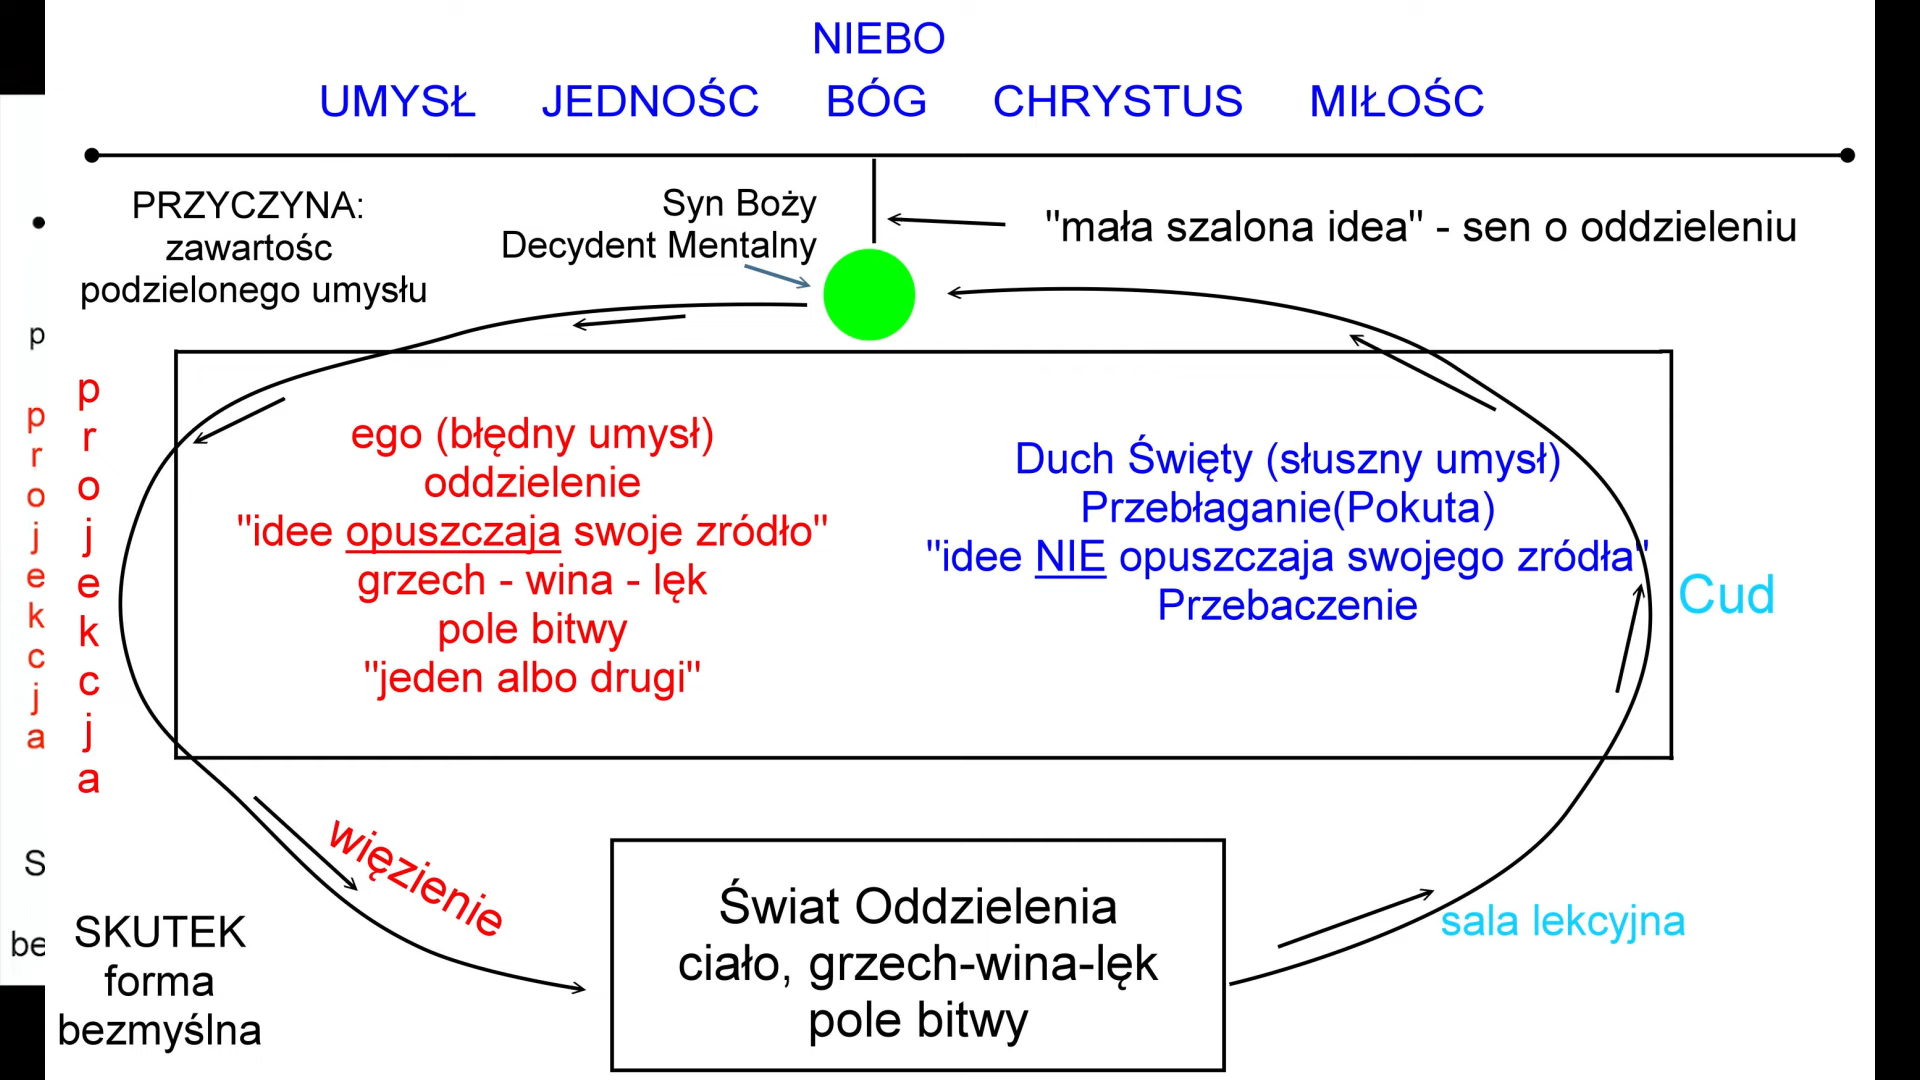 NIEBO
UMYSŁ JEDNOŚC BÓG CHRYSTUS MIŁOŚC
PRZYCZYNA:
zawartośc
podzielonego umysłu
Syn Boży
Decydent Mentalny
"mała szalona idea" - sen o oddzieleniu
p
projekcja
projekcja
ego (błędny umysł)
oddzielenie
"idee opuszczaja swoje zródło"
grzech - wina - lęk
pole bitwy
"jeden albo drugi"
Duch Święty (słuszny umysł)
Przebłaganie(Pokuta)
"idee NIE opuszczaja swojego zródła"
Przebaczenie
Cud
więzienie
S
be
SKUTEK
forma
bezmyślna
Świat Oddzielenia
ciało, grzech-wina-lęk
pole bitwy
sala lekcyjna